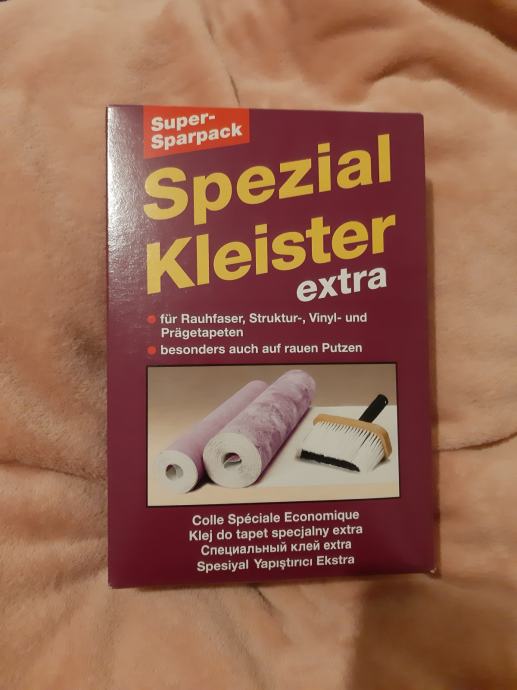 Super-
Sparpack
Spezial
Kleister
extra
für Rauhfaser, Struktur-, Vinyl- und
Prägetapeten
besonders auch auf rauen Putzen
Colle Spéciale Economique
Klej do tapet specjalny extra
Специальный клей extra
Spesiyal Yapıştırıcı Ekstra